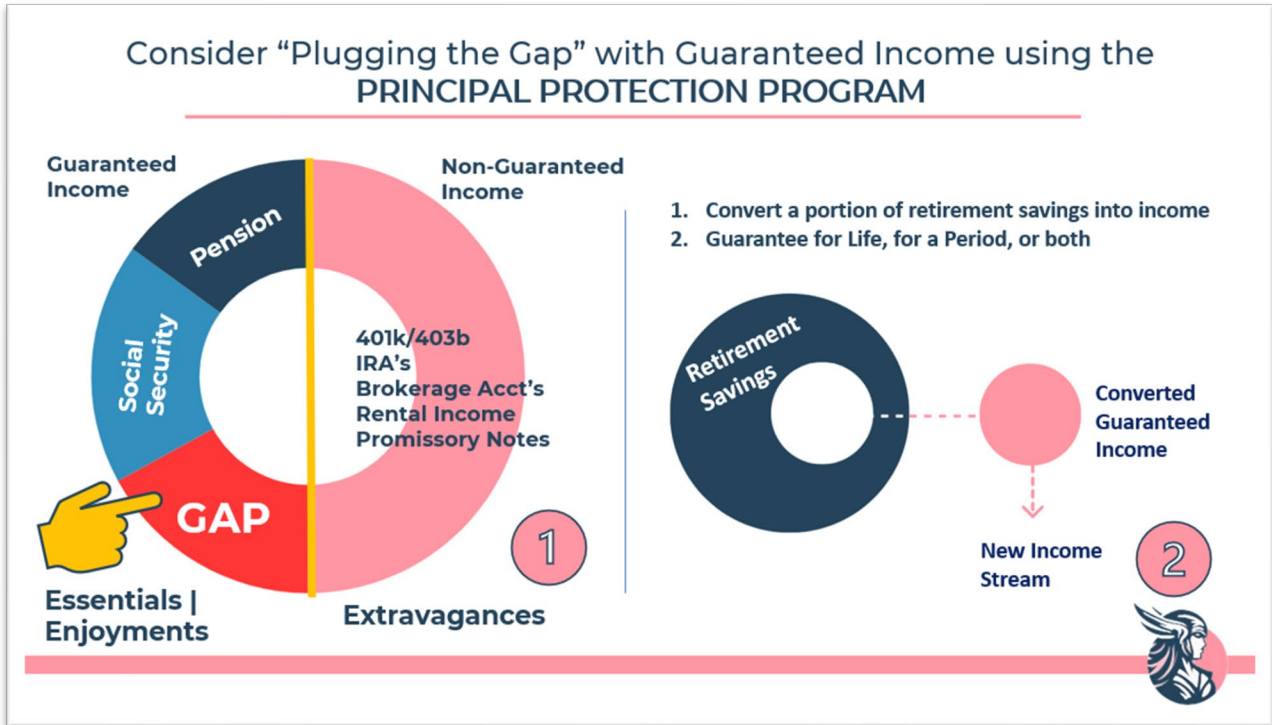 Consider “Plugging the Gap” with Guaranteed Income using the
PRINCIPAL PROTECTION PROGRAM
Guaranteed
Income
Non-Guaranteed
Income
Pension
Social
Security
GAP
401k/403b
IRA’s
Brokerage Acct’s
Rental Income
Promissory Notes
1
Essentials |
Enjoyments
Extravagances
1. Convert a portion of retirement savings into income
2. Guarantee for Life, for a Period, or both
Retirement
Savings
Converted
Guaranteed
Income
New Income
Stream
2